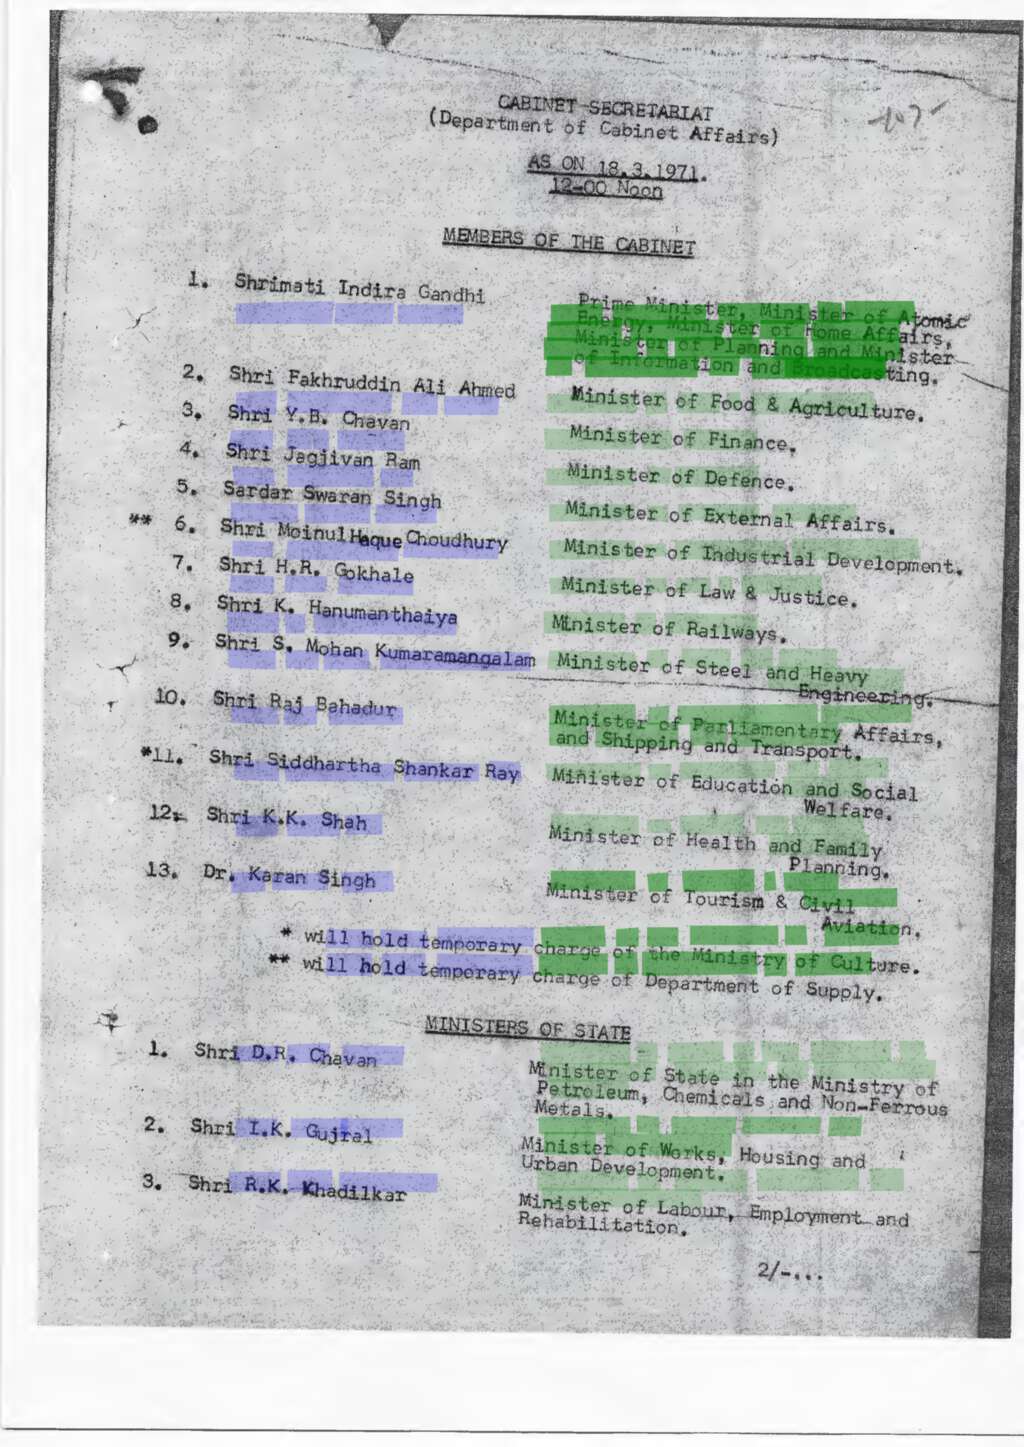 CABINET SECRETARIAT
(Department of Cabinet Affairs)
-107-
AS ON 18.3.1971.
12-00 Noon
MEMBERS OF THE CABINET
1. Shrimati Indira Gandhi Prime Minister, Minister of Atomic
Energy, Minister of Home Affairs,
Minister of Planning and Minister
of Information and Broadcasting.
2. Shri Fakhruddin Ali Ahmed Minister of Food & Agriculture.
3. Shri Y.B. Chavan Minister of Finance.
4. Shri Jagjivan Ram Minister of Defence.
5. Sardar Swaran Singh Minister of External Affairs.
** 6. Shri Moinul Haque Choudhury Minister of Industrial Development.
7. Shri H.R. Gokhale Minister of Law & Justice.
8. Shri K. Hanumanthaiya Minister of Railways.
9. Shri S. Mohan Kumaramangalam Minister of Steel and Heavy
Engineering.
10. Shri Raj Bahadur Minister of Parliamentary Affairs,
and Shipping and Transport.
*11. Shri Siddhartha Shankar Ray Minister of Education and Social
Welfare.
12. Shri K.K. Shah Minister of Health and Family
Planning.
13. Dr. Karan Singh Minister of Tourism & Civil
Aviation.
* will hold temporary charge of the Ministry of Culture.
** will hold temporary charge of Department of Supply.
MINISTERS OF STATE
1. Shri D.R. Chavan Minister of State in the Ministry of
Petroleum, Chemicals and Non-Ferrous
Metals.
2. Shri I.K. Gujral Minister of Works, Housing and
Urban Development.
3. Shri R.K. Khadilkar Minister of Labour, Employment and
Rehabilitation.
2/-...